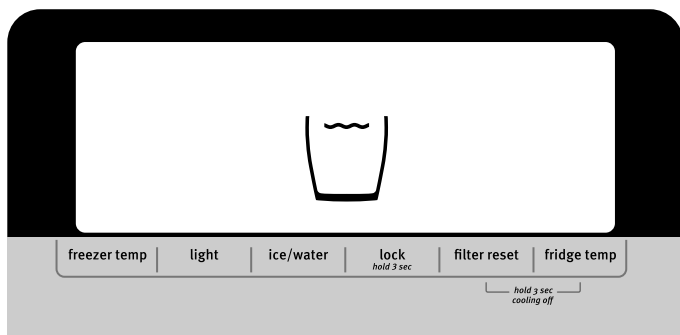 freezer temp light ice/water lock filter reset fridge temp
hold 3 sec
hold 3 sec
cooling off